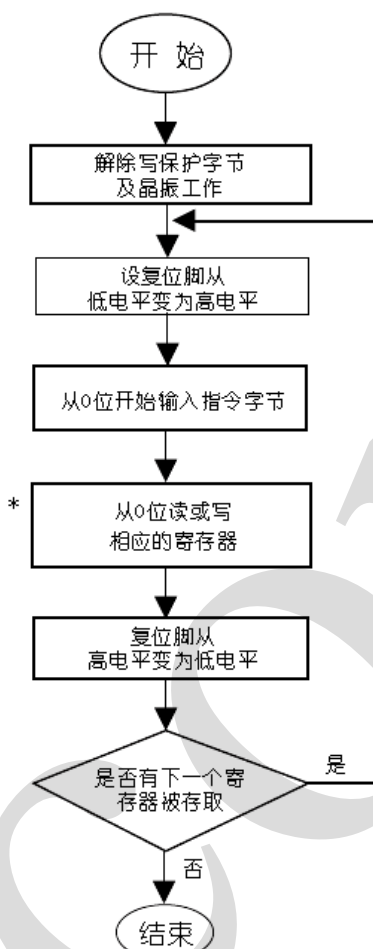 开 始
解除写保护字节
及晶振工作
设复位脚从
低电平变为高电平
从0位开始输入指令字节
*
从0位读或写
相应的寄存器
复位脚从
高电平变为低电平
是否有下一个寄
存器被存取
是
否
结束